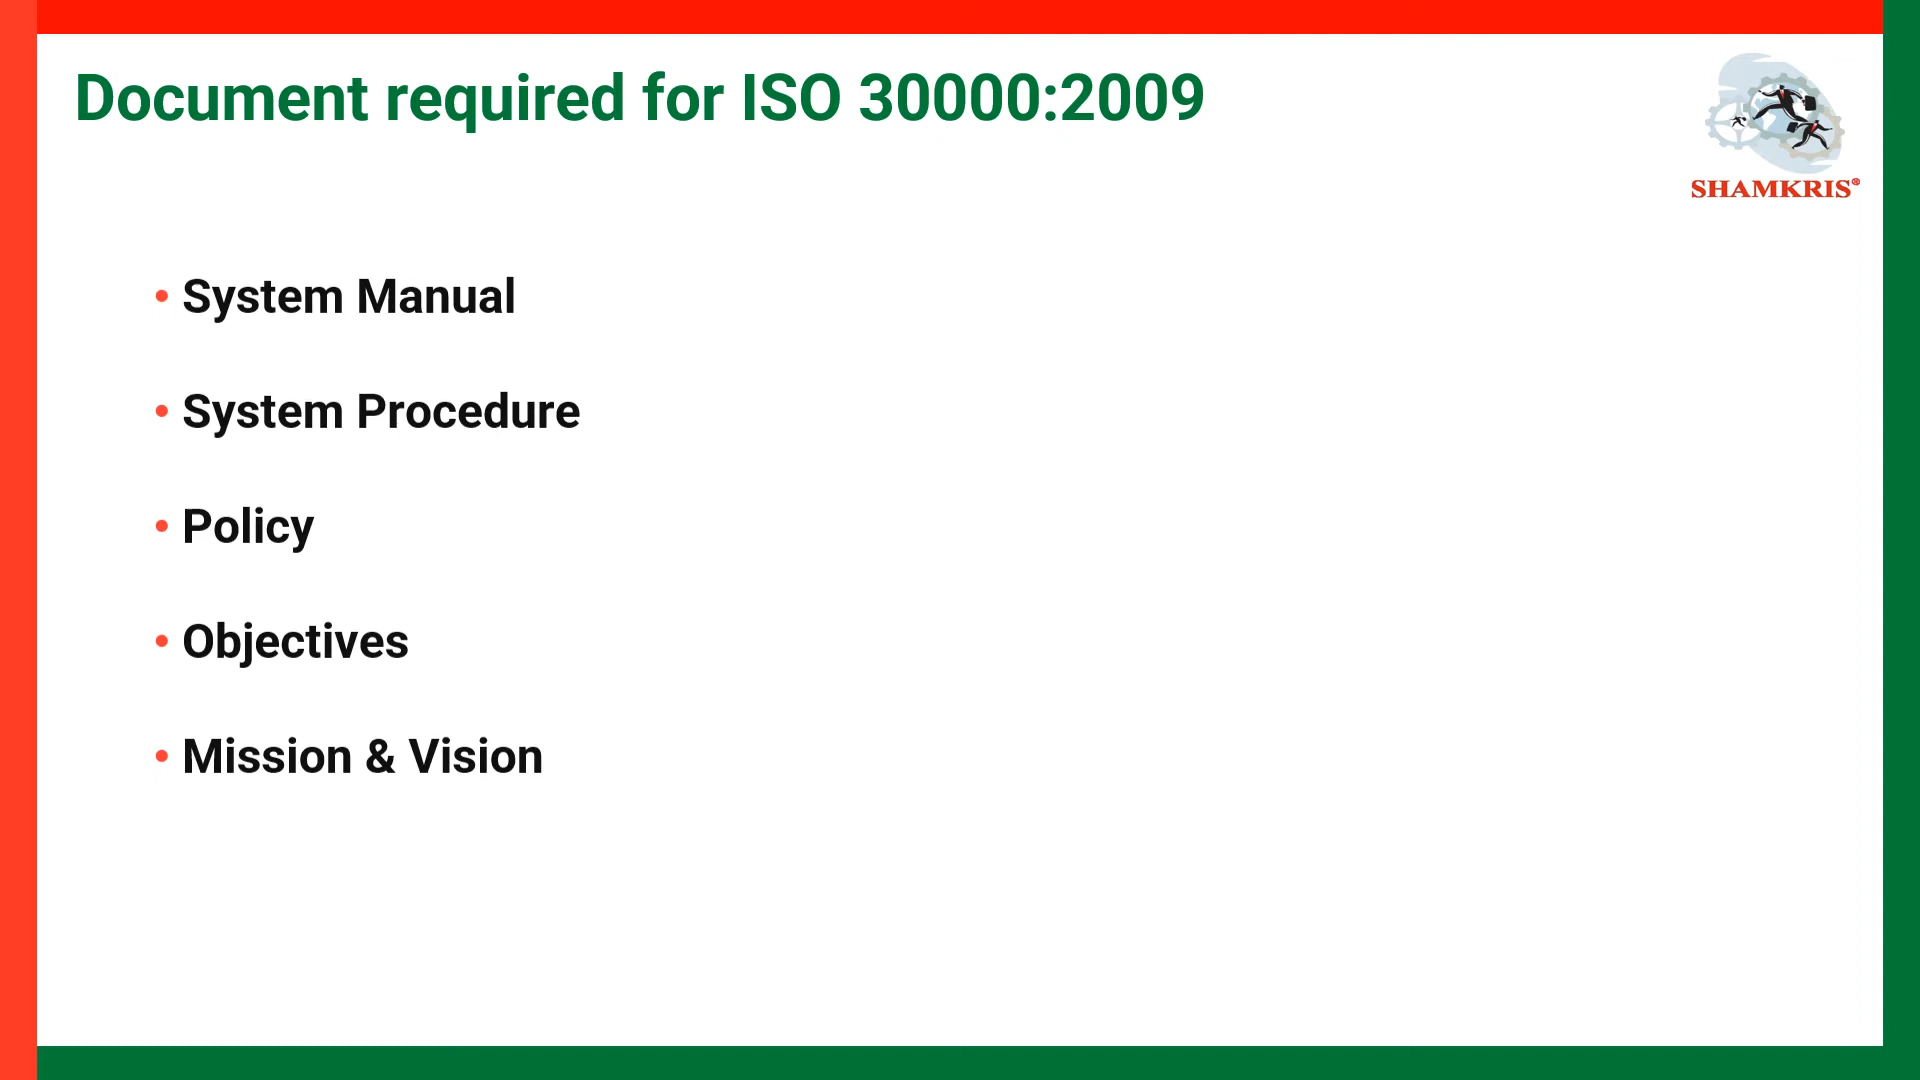 Document required for ISO 30000:2009
SHAMKRIS®
• System Manual
• System Procedure
• Policy
• Objectives
• Mission & Vision